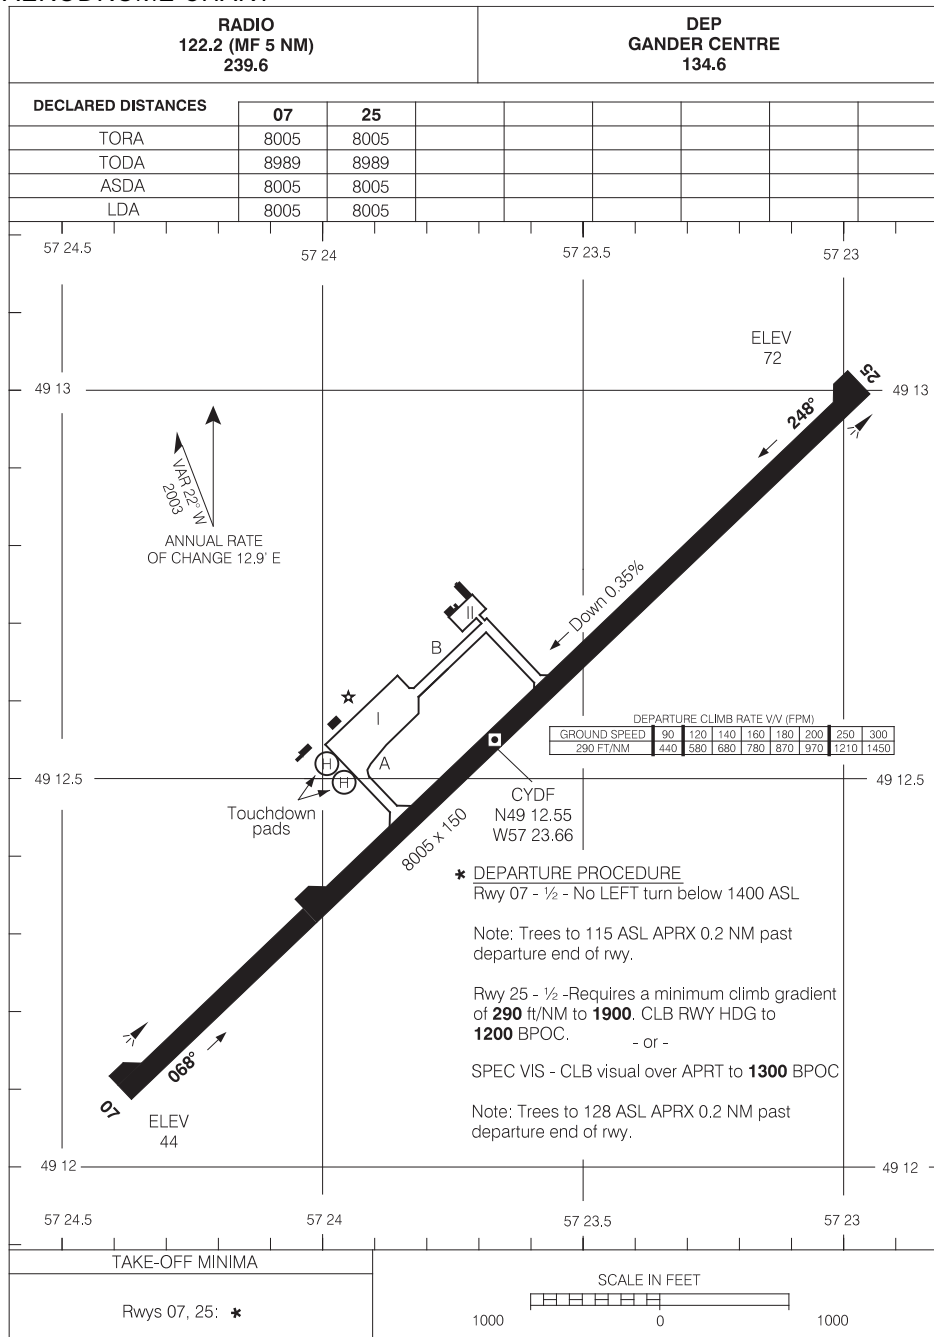 RADIO
122.2 (MF 5 NM)
239.6
DEP
GANDER CENTRE
134.6
DECLARED DISTANCES 07 25
TORA 8005 8005
TODA 8989 8989
ASDA 8005 8005
LDA 8005 8005
57 24.5 57 24 57 23.5 57 23
ELEV
72
25
49 13 49 13
248°
VAR 22° W
2003
ANNUAL RATE
OF CHANGE 12.9' E
Down 0.35%
II
B
I
A
H
H
Touchdown
pads
DEPARTURE CLIMB RATE V/V (FPM)
GROUND SPEED 90 120 140 160 180 200 250 300
290 FT/NM 440 580 680 780 870 970 1210 1450
49 12.5 49 12.5
CYDF
N49 12.55
W57 23.66
8005 x 150
* DEPARTURE PROCEDURE
Rwy 07 - ½ - No LEFT turn below 1400 ASL
Note: Trees to 115 ASL APRX 0.2 NM past
departure end of rwy.
Rwy 25 - ½ -Requires a minimum climb gradient
of 290 ft/NM to 1900. CLB RWY HDG to
1200 BPOC.
- or -
SPEC VIS - CLB visual over APRT to 1300 BPOC
Note: Trees to 128 ASL APRX 0.2 NM past
departure end of rwy.
068°
07
ELEV
44
49 12 49 12
57 24.5 57 24 57 23.5 57 23
TAKE-OFF MINIMA
Rwys 07, 25: *
SCALE IN FEET
1000 0 1000